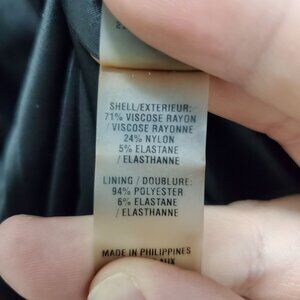 SHELL/EXTERIEUR:
71% VISCOSE RAYON
/ VISCOSE RAYONNE
24% NYLON
5% ELASTANE
/ ELASTHANNE
LINING / DOUBLURE:
94% POLYESTER
6% ELASTANE
/ ELASTHANNE
MADE IN PHILIPPINES